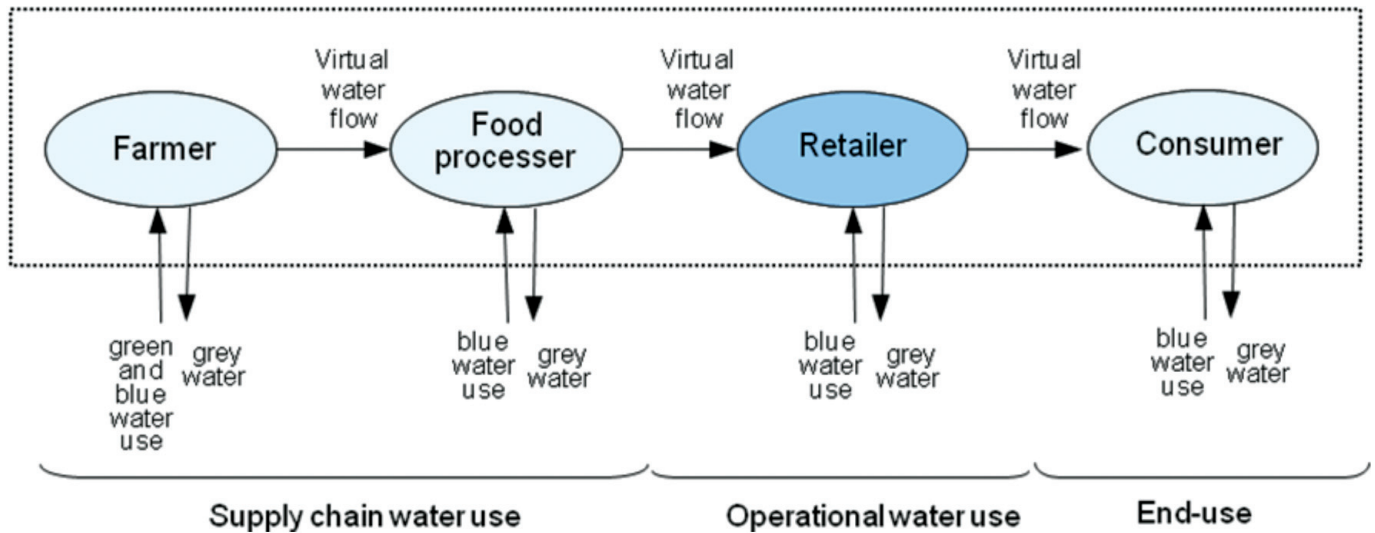 Virtual
water
flow
Virtual
water
flow
Virtual
water
flow
Farmer
Food
processer
Retailer
Consumer
green
and
blue
water
use
grey
water
blue
water
use
grey
water
blue
water
use
grey
water
blue
water
use
grey
water
Supply chain water use
Operational water use
End-use